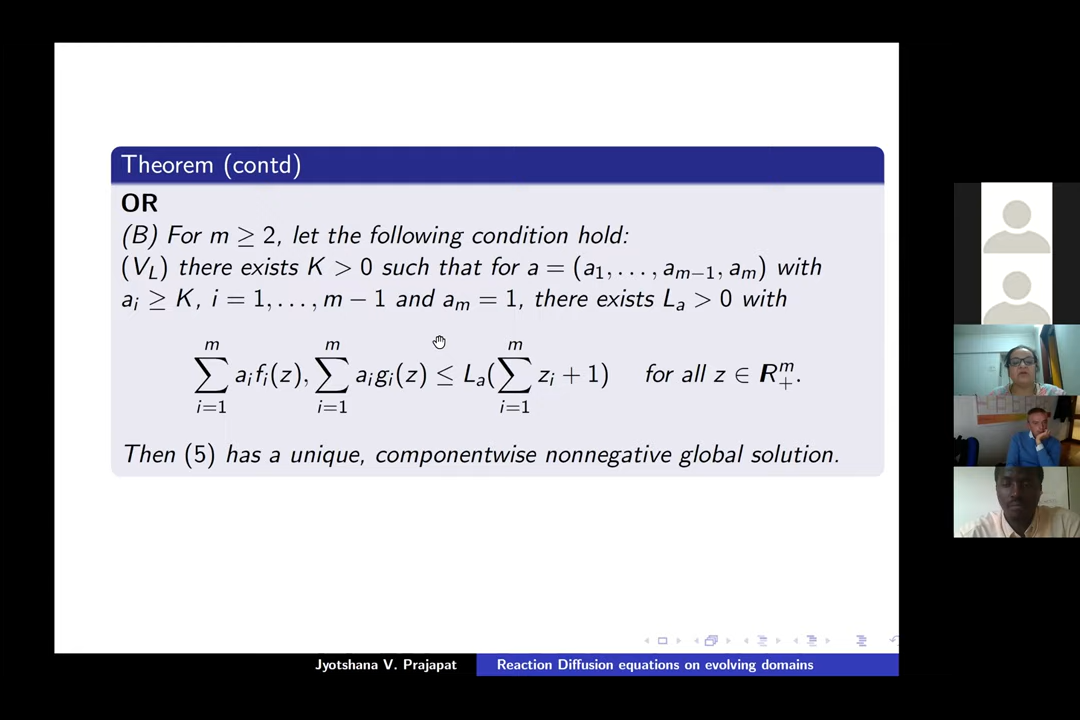 Theorem (contd)
OR
(B) For m ≥ 2, let the following condition hold:
(V_L) there exists K > 0 such that for a = (a_1, . . . , a_{m−1}, a_m) with
a_i ≥ K, i = 1, . . . , m − 1 and a_m = 1, there exists L_a > 0 with
∑_{i=1}^{m} a_i f_i(z), ∑_{i=1}^{m} a_i g_i(z) ≤ L_a(∑_{i=1}^{m} z_i + 1) for all z ∈ R_+^m.
Then (5) has a unique, componentwise nonnegative global solution.
Jyotshana V. Prajapat Reaction Diffusion equations on evolving domains